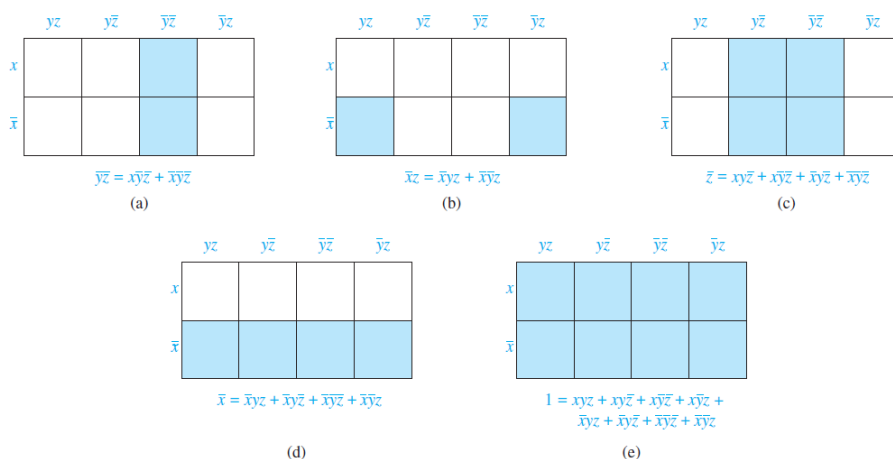 yz yz̄ ȳz̄ ȳz
x
x̄
ȳz̄ = xȳz̄ + x̄ȳz̄
(a)
yz yz̄ ȳz̄ ȳz
x
x̄
x̄z = x̄yz + x̄ȳz
(b)
yz yz̄ ȳz̄ ȳz
x
x̄
z̄ = xyz̄ + xȳz̄ + x̄yz̄ + x̄ȳz̄
(c)
yz yz̄ ȳz̄ ȳz
x
x̄
x̄ = x̄yz + x̄yz̄ + x̄ȳz̄ + x̄ȳz
(d)
yz yz̄ ȳz̄ ȳz
x
x̄
1 = xyz + xyz̄ + xȳz̄ + xȳz +
x̄yz + x̄yz̄ + x̄ȳz̄ + x̄ȳz
(e)